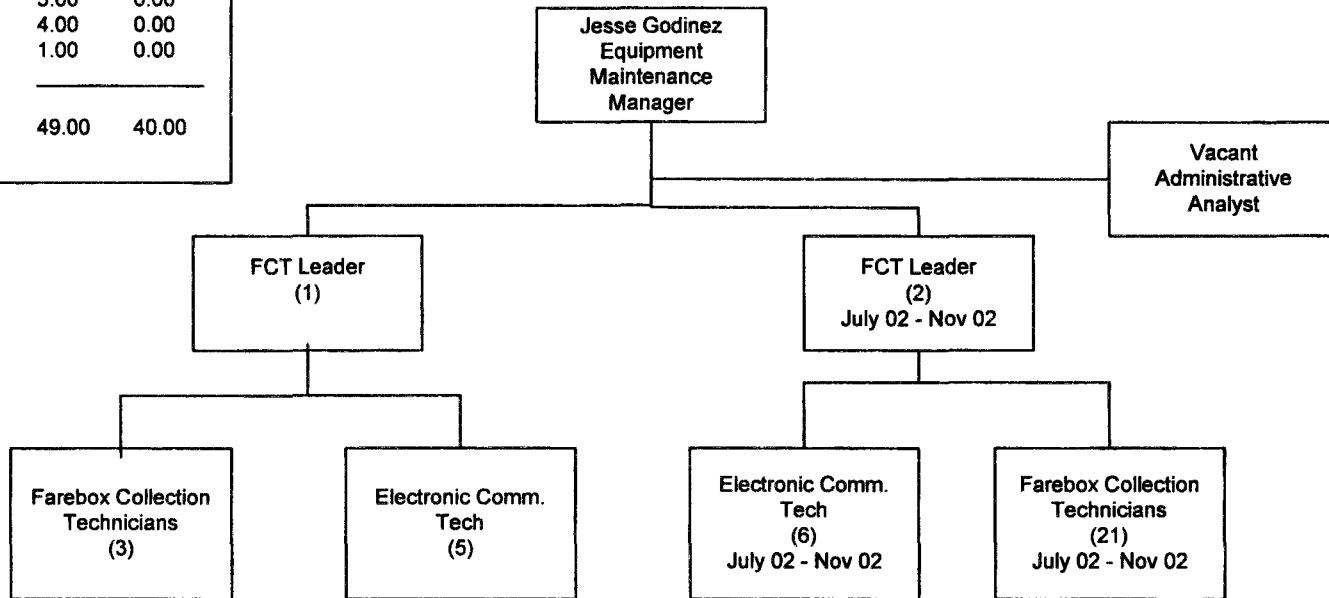 4.00 0.00
1.00 0.00
49.00 40.00
Jesse Godinez
Equipment
Maintenance
Manager
Vacant
Administrative
Analyst
FCT Leader
(1)
FCT Leader
(2)
July 02 - Nov 02
Farebox Collection
Technicians
(3)
Electronic Comm.
Tech
(5)
Electronic Comm.
Tech
(6)
July 02 - Nov 02
Farebox Collection
Technicians
(21)
July 02 - Nov 02